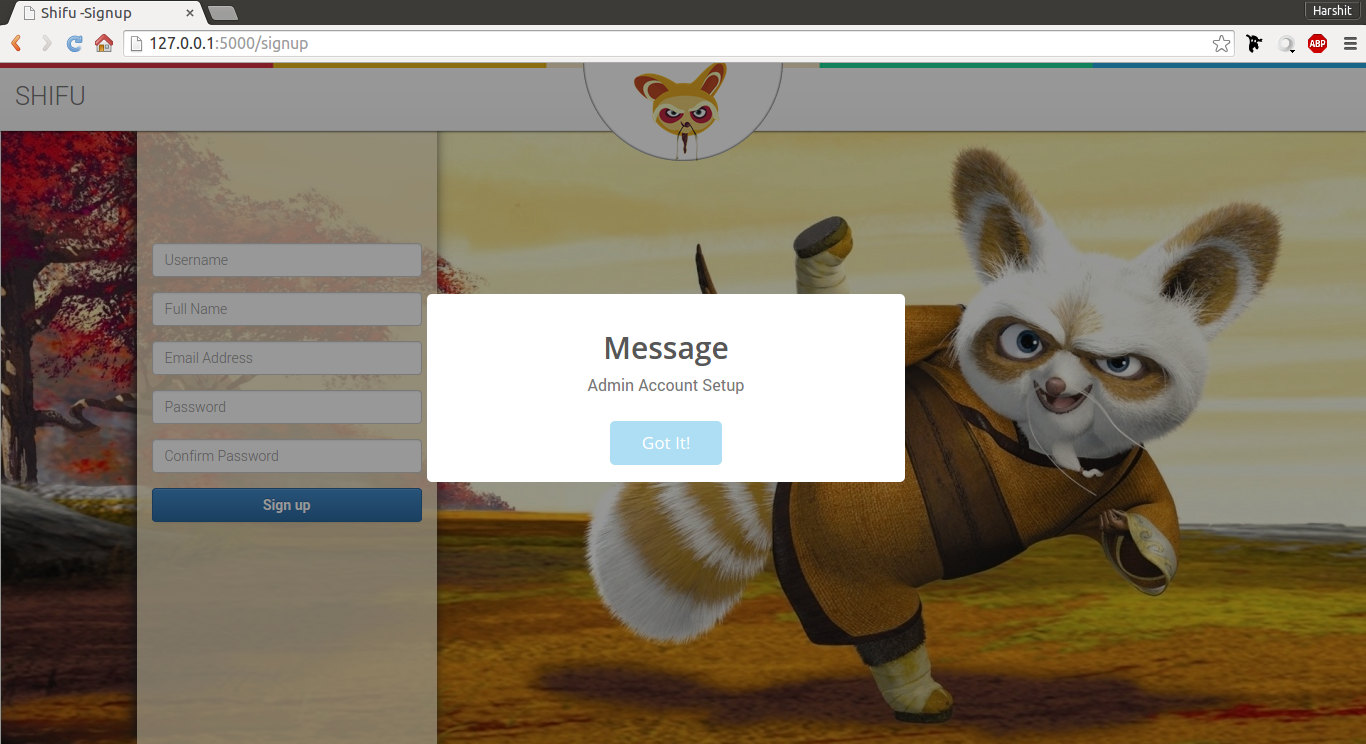 Shifu -Signup
Harshit
127.0.0.1:5000/signup
ABP
SHIFU
Username
Full Name
Email Address
Password
Confirm Password
Sign up
Message
Admin Account Setup
Got It!